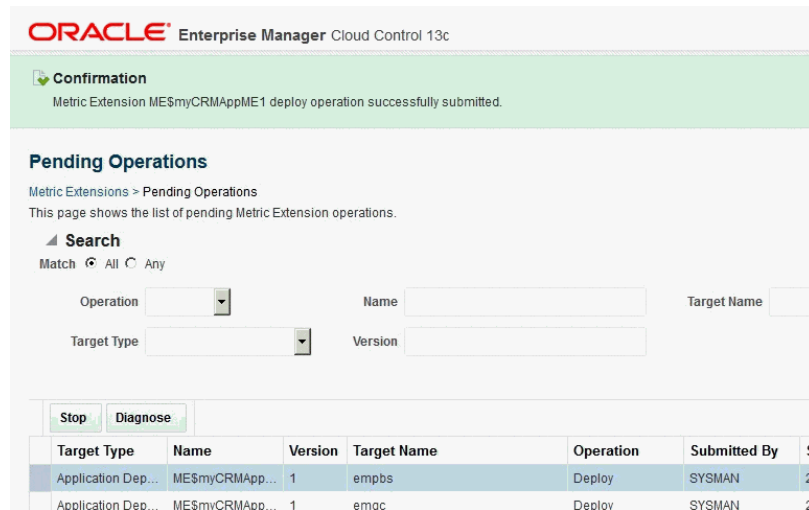 ORACLE Enterprise Manager Cloud Control 13c
Confirmation
Metric Extension ME$myCRMAppME1 deploy operation successfully submitted.
Pending Operations
Metric Extensions > Pending Operations
This page shows the list of pending Metric Extension operations.
Search
Match All Any
Operation Name Target Name
Target Type Version
Stop Diagnose
Target Type Name Version Target Name Operation Submitted By
Application Dep... ME$myCRMApp... 1 empbs Deploy SYSMAN 2
Application Dep... ME$myCRMApp... 1 emgc Deploy SYSMAN 2